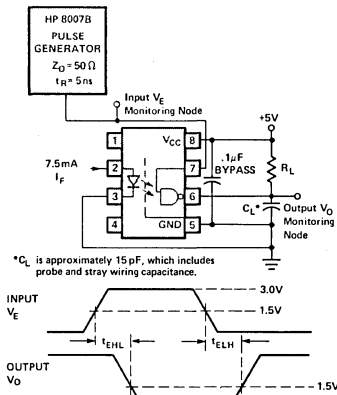 HP 8007B
PULSE
GENERATOR
Z_O = 50 Ω
t_R = 5ns
Input V_E
Monitoring Node
+5V
1
2
3
4
V_CC
8
7
6
GND
5
7.5mA
I_F
.1µF
BYPASS
R_L
C_L*
Output V_O
Monitoring
Node
*C_L is approximately 15 pF, which includes
probe and stray wiring capacitance.
INPUT
V_E
3.0V
1.5V
t_EHL
t_ELH
OUTPUT
V_O
1.5V